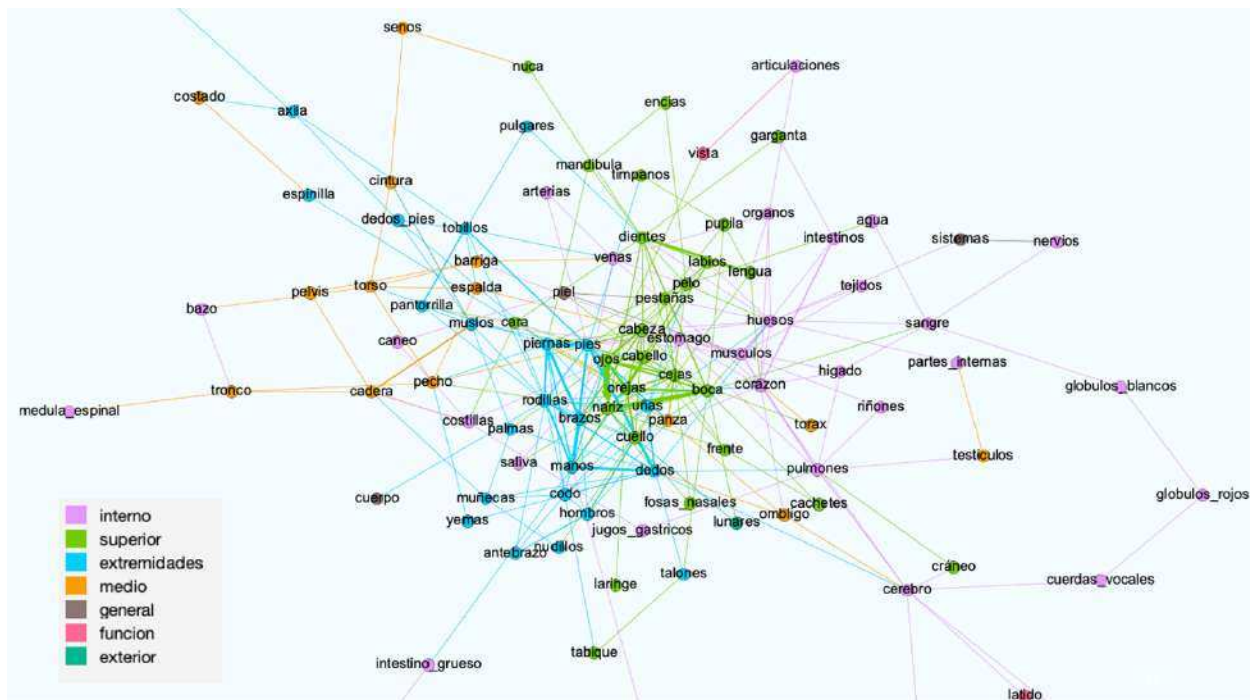 senos
nuca
articulaciones
costado
axila
encias
pulgares
garganta
mandibula
vista
timpanos
cintura
arterias
espinilla
dedos_pies
organos
agua
tobillos
pupila
dientes
intestinos
sistemas
nervios
barriga
venas
labios
lengua
torso
espalda
piel
pelo
tejidos
pelvis
pestañas
bazo
pantorrilla
muslos
cara
cabeza
huesos
sangre
caneo
piernas
pies
estomago
ojos
cabello
musculos
partes_internas
higado
pecho
cejas
corazon
globulos_blancos
tronco
cadera
orejas
boca
medula_espinal
rodillas
nariz
uñas
riñones
costillas
palmas
brazos
panza
torax
cuello
frente
saliva
manos
dedos
pulmones
testiculos
cuerpo
muñecas
codo
fosas_nasales
cachetes
globulos_rojos
yemas
hombros
jugos_gastricos
lunares
ombligo
antebrazo
nudillos
laringe
talones
cerebro
cráneo
cuerdas_vocales
intestino_grueso
tabique
latido
interno
superior
extremidades
medio
general
funcion
exterior